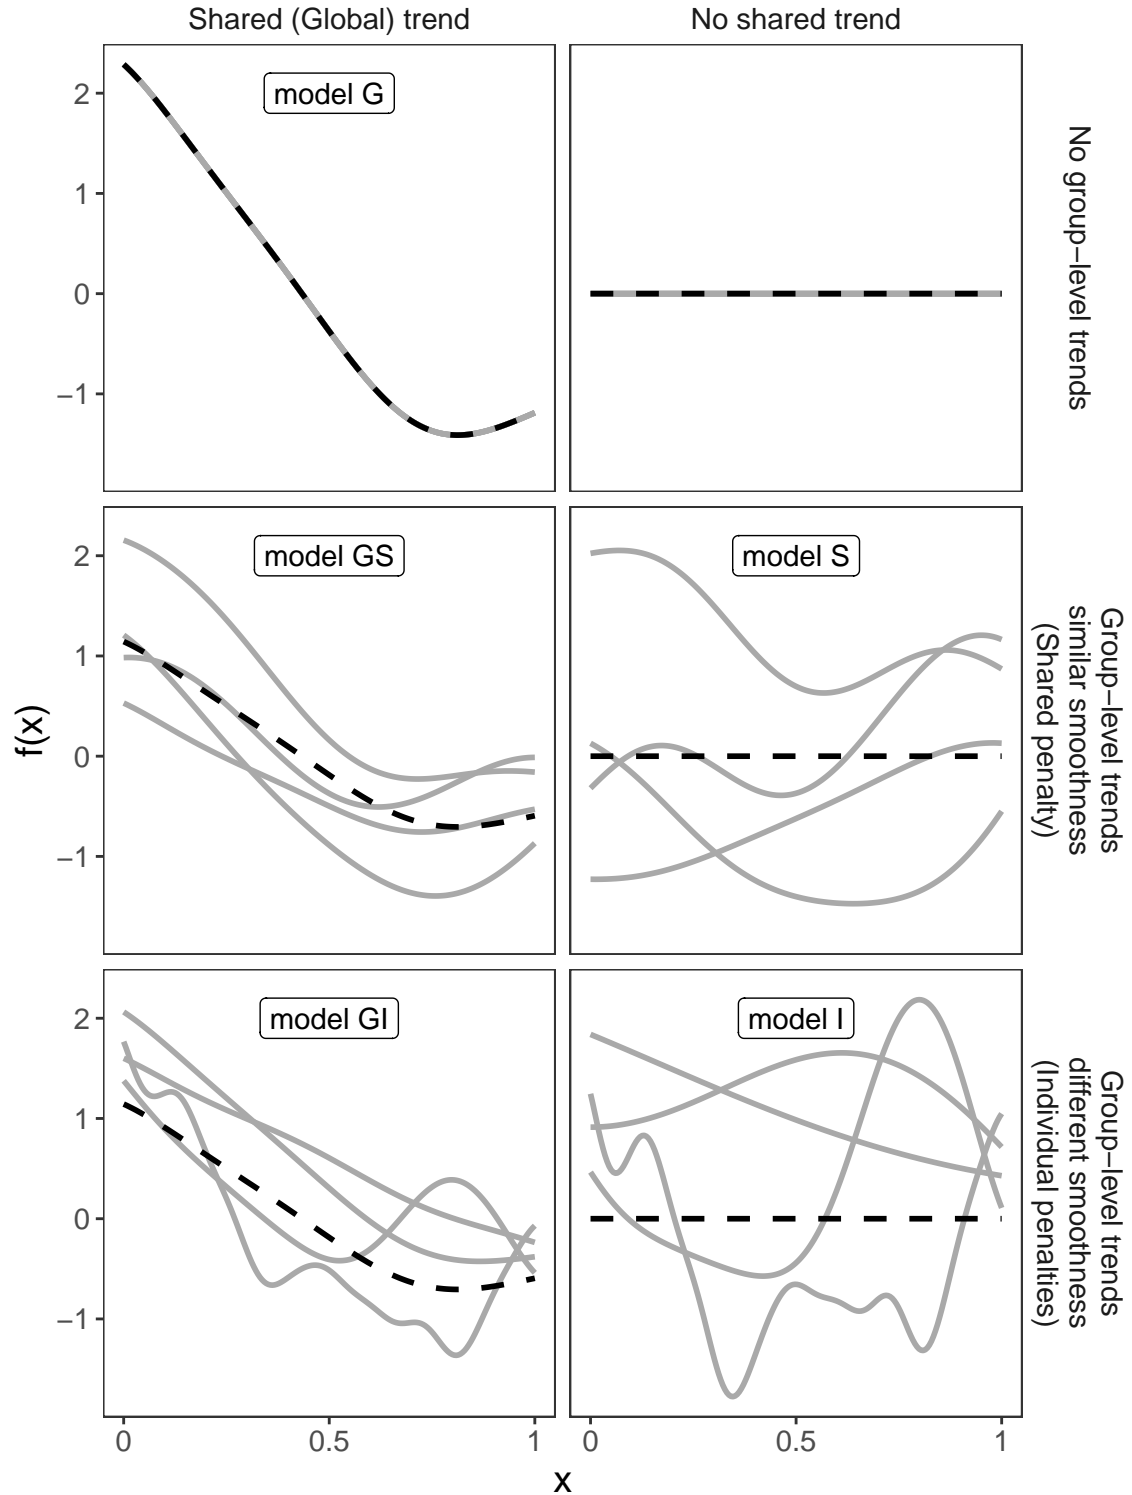 Shared (Global) trend
No shared trend
model G
2
1
0
−1
No group−level trends
model GS
model S
2
1
0
−1
Group−level trends
similar smoothness
(Shared penalty)
f(x)
model GI
model I
2
1
0
−1
Group−level trends
different smoothness
(Individual penalties)
0
0.5
1
0
0.5
1
x